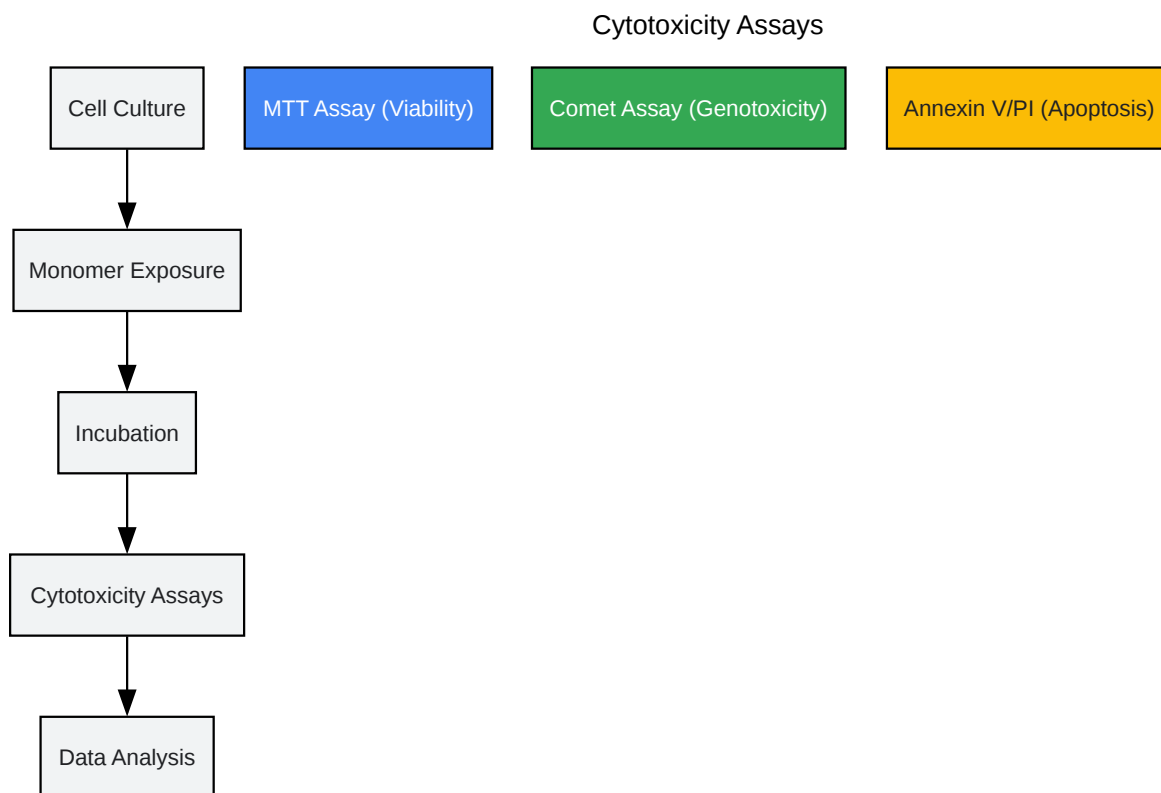 Cytotoxicity Assays
Cell Culture
MTT Assay (Viability)
Comet Assay (Genotoxicity)
Annexin V/PI (Apoptosis)
Monomer Exposure
Incubation
Cytotoxicity Assays
Data Analysis